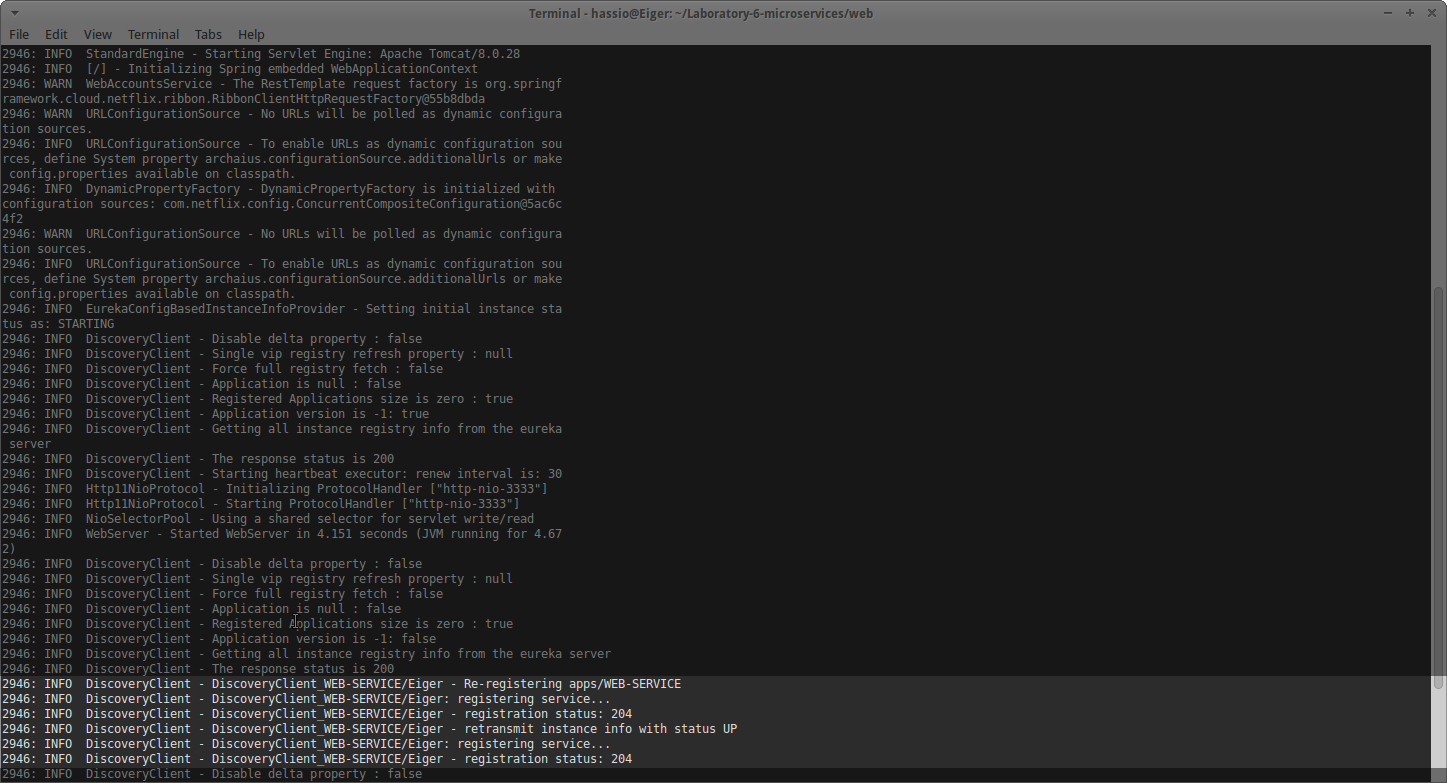 Terminal - hassio@Eiger: ~/Laboratory-6-microservices/web
File Edit View Terminal Tabs Help
2946: INFO  StandardEngine - Starting Servlet Engine: Apache Tomcat/8.0.28
2946: INFO  [/] - Initializing Spring embedded WebApplicationContext
2946: WARN  WebAccountsService - The RestTemplate request factory is org.springf
ramework.cloud.netflix.ribbon.RibbonClientHttpRequestFactory@55b8dbda
2946: WARN  URLConfigurationSource - No URLs will be polled as dynamic configura
tion sources.
2946: INFO  URLConfigurationSource - To enable URLs as dynamic configuration sou
rces, define System property archaius.configurationSource.additionalUrls or make
 config.properties available on classpath.
2946: INFO  DynamicPropertyFactory - DynamicPropertyFactory is initialized with
configuration sources: com.netflix.config.ConcurrentCompositeConfiguration@5ac6c
4f2
2946: WARN  URLConfigurationSource - No URLs will be polled as dynamic configura
tion sources.
2946: INFO  URLConfigurationSource - To enable URLs as dynamic configuration sou
rces, define System property archaius.configurationSource.additionalUrls or make
 config.properties available on classpath.
2946: INFO  EurekaConfigBasedInstanceInfoProvider - Setting initial instance sta
tus as: STARTING
2946: INFO  DiscoveryClient - Disable delta property : false
2946: INFO  DiscoveryClient - Single vip registry refresh property : null
2946: INFO  DiscoveryClient - Force full registry fetch : false
2946: INFO  DiscoveryClient - Application is null : false
2946: INFO  DiscoveryClient - Registered Applications size is zero : true
2946: INFO  DiscoveryClient - Application version is -1: true
2946: INFO  DiscoveryClient - Getting all instance registry info from the eureka
 server
2946: INFO  DiscoveryClient - The response status is 200
2946: INFO  DiscoveryClient - Starting heartbeat executor: renew interval is: 30
2946: INFO  Http11NioProtocol - Initializing ProtocolHandler ["http-nio-3333"]
2946: INFO  Http11NioProtocol - Starting ProtocolHandler ["http-nio-3333"]
2946: INFO  NioSelectorPool - Using a shared selector for servlet write/read
2946: INFO  WebServer - Started WebServer in 4.151 seconds (JVM running for 4.67
2)
2946: INFO  DiscoveryClient - Disable delta property : false
2946: INFO  DiscoveryClient - Single vip registry refresh property : null
2946: INFO  DiscoveryClient - Force full registry fetch : false
2946: INFO  DiscoveryClient - Application is null : false
2946: INFO  DiscoveryClient - Registered Applications size is zero : true
2946: INFO  DiscoveryClient - Application version is -1: false
2946: INFO  DiscoveryClient - Getting all instance registry info from the eureka server
2946: INFO  DiscoveryClient - The response status is 200
2946: INFO  DiscoveryClient - DiscoveryClient_WEB-SERVICE/Eiger - Re-registering apps/WEB-SERVICE
2946: INFO  DiscoveryClient - DiscoveryClient_WEB-SERVICE/Eiger: registering service...
2946: INFO  DiscoveryClient - DiscoveryClient_WEB-SERVICE/Eiger - registration status: 204
2946: INFO  DiscoveryClient - DiscoveryClient_WEB-SERVICE/Eiger - retransmit instance info with status UP
2946: INFO  DiscoveryClient - DiscoveryClient_WEB-SERVICE/Eiger: registering service...
2946: INFO  DiscoveryClient - DiscoveryClient_WEB-SERVICE/Eiger - registration status: 204
2946: INFO  DiscoveryClient - Disable delta property : false